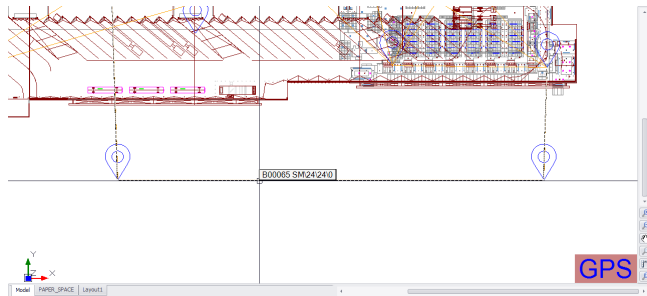 B00065 SM\24\24\0
Y
Z
X
GPS
Model
PAPER_SPACE
Layout1